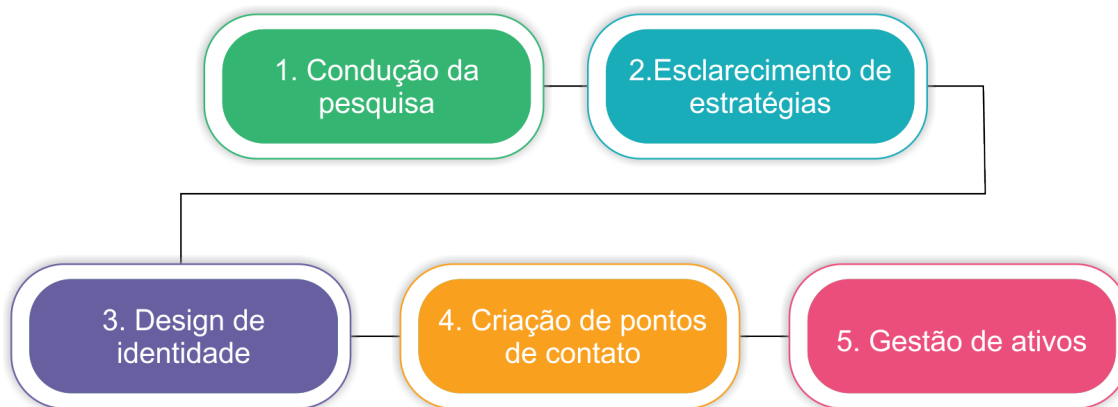 1. Condução da
pesquisa
2.Esclarecimento de
estratégias
3. Design de
identidade
4. Criação de pontos
de contato
5. Gestão de ativos